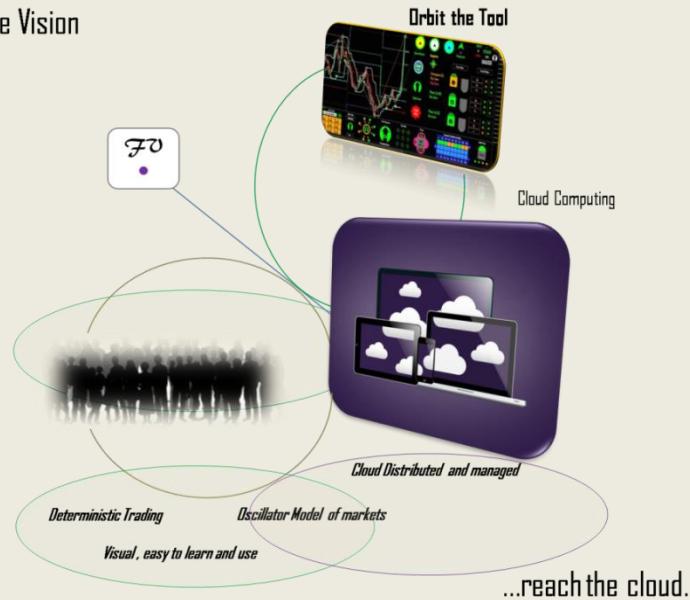 e Vision
Orbit the Tool
FV
Cloud Computing
Cloud Distributed and managed
Deterministic Trading
Oscillator Model of markets
Visual, easy to learn and use
...reach the cloud.